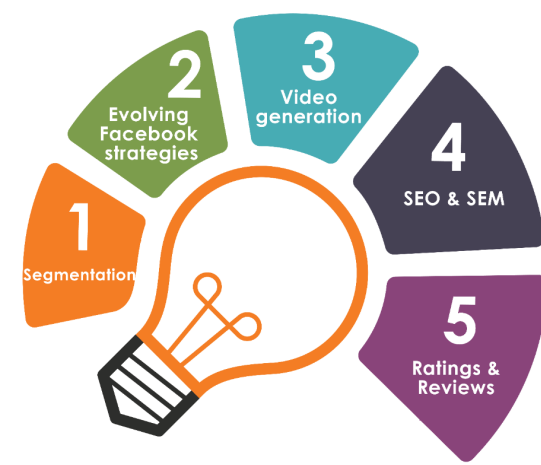 1
Segmentation
2
Evolving
Facebook
strategies
3
Video
generation
4
SEO & SEM
5
Ratings &
Reviews